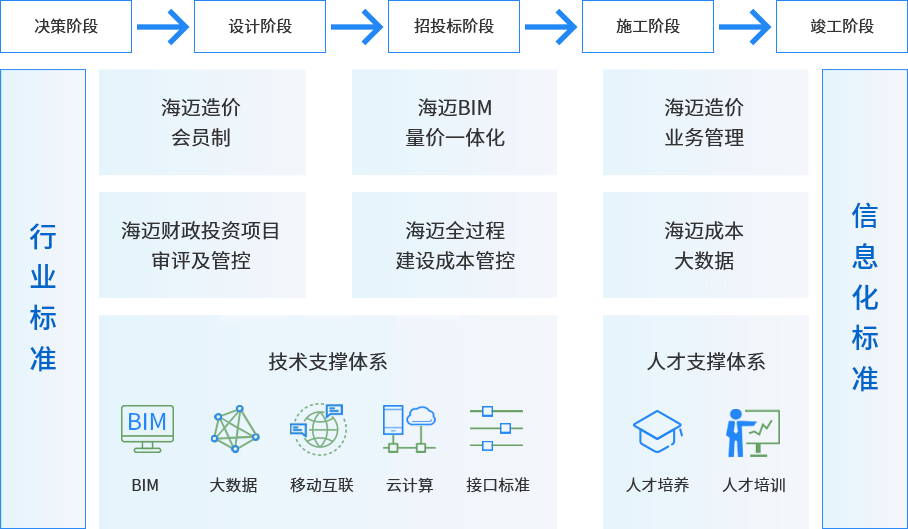 决策阶段
设计阶段
招投标阶段
施工阶段
竣工阶段
行业标准
海迈造价
会员制
海迈BIM
量价一体化
海迈造价
业务管理
海迈财政投资项目
审评及管控
海迈全过程
建设成本管控
海迈成本
大数据
技术支撑体系
BIM
BIM
大数据
移动互联
云计算
接口标准
人才支撑体系
人才培养
人才培训
信息化标准